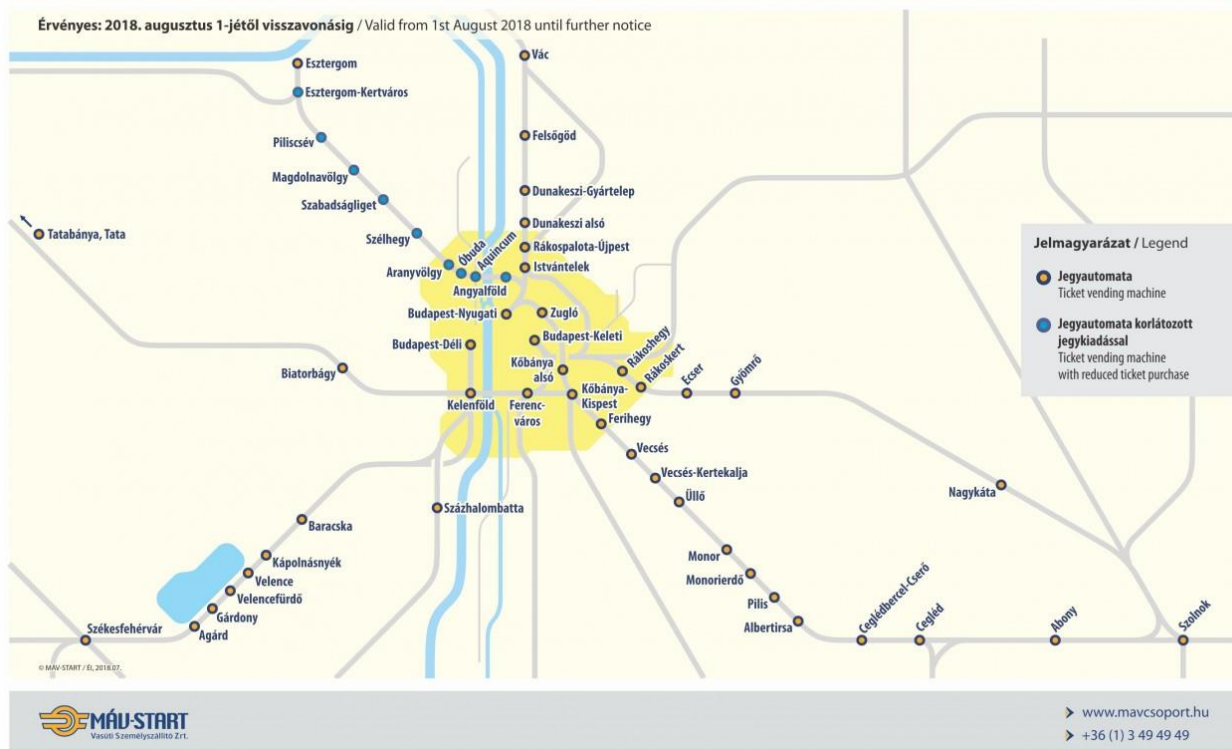 Érvényes: 2018. augusztus 1-jétől visszavonásig / Valid from 1st August 2018 until further notice
Esztergom
Vác
Esztergom-Kertváros
Piliscsév
Felsőgöd
Magdolnavölgy
Dunakeszi-Gyártelep
Szabadságliget
Dunakeszi alsó
Tatabánya, Tata
Szélhegy
Óbuda
Aquincum
Rákospalota-Újpest
Aranyvölgy
Istvántelek
Angyalföld
Budapest-Nyugati
Zugló
Budapest-Déli
Budapest-Keleti
Biatorbágy
Kőbánya
alsó
Rákoshegy
Rákoskert
Ecser
Gyömrő
Kelenföld
Ferenc-
város
Kőbánya-
Kispest
Ferihegy
Vecsés
Vecsés-Kertekalja
Üllő
Nagykáta
Százhalombatta
Baracska
Kápolnásnyék
Velence
Velencefürdő
Gárdony
Agárd
Székesfehérvár
Monor
Monorierdő
Pilis
Albertirsa
Ceglédbercel-Cserő
Cegléd
Abony
Szolnok
Jelmagyarázat / Legend
Jegyautomata
Ticket vending machine
Jegyautomata korlátozott
jegykiadással
Ticket vending machine
with reduced ticket purchase
© MÁV-START / Él, 2018.07.
MÁV-START
Vasúti Személyszállító Zrt.
www.mavcsoport.hu
+36 (1) 3 49 49 49